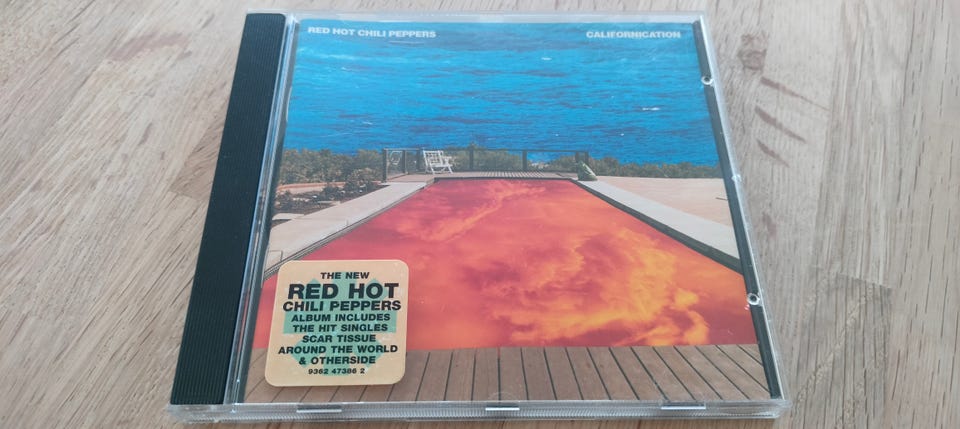 RED HOT CHILI PEPPERS
CALIFORNICATION
THE NEW
RED HOT
CHILI PEPPERS
ALBUM INCLUDES
THE HIT SINGLES
SCAR TISSUE
AROUND THE WORLD
& OTHERSIDE
9362 47386 2